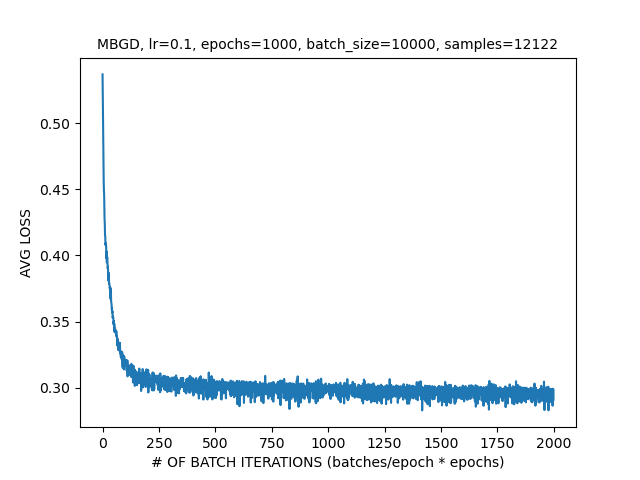 MBGD, lr=0.1, epochs=1000, batch_size=10000, samples=12122
0.50
0.45
0.40
0.35
0.30
AVG LOSS
0 250 500 750 1000 1250 1500 1750 2000
# OF BATCH ITERATIONS (batches/epoch * epochs)